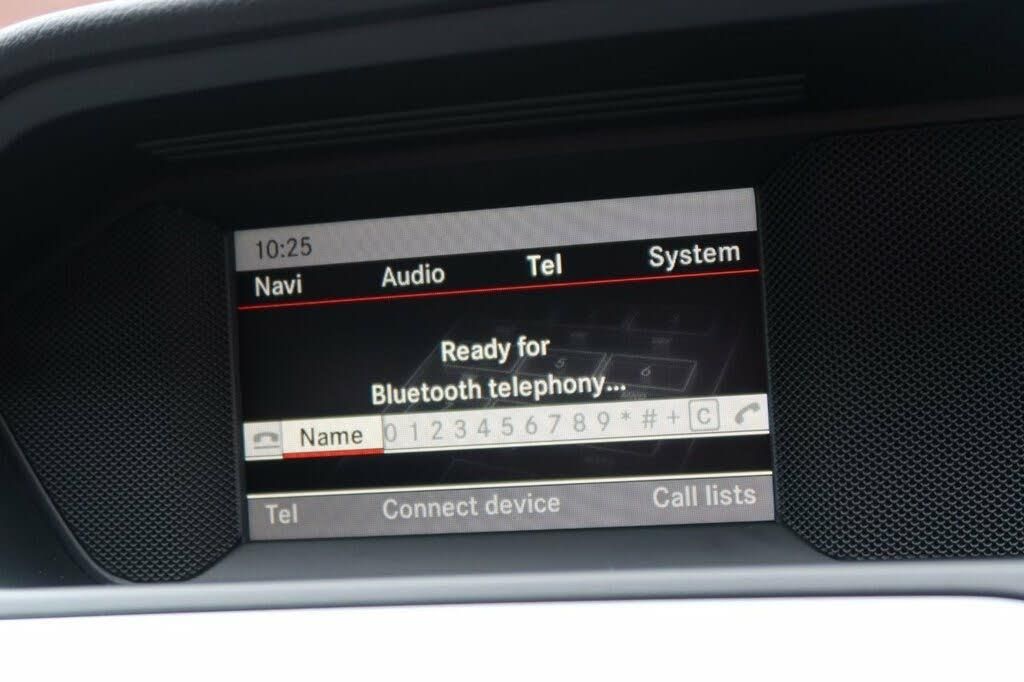 10:25
Navi Audio Tel System
Ready for
Bluetooth telephony...
Name 0 1 2 3 4 5 6 7 8 9 * # + C
Tel Connect device Call lists